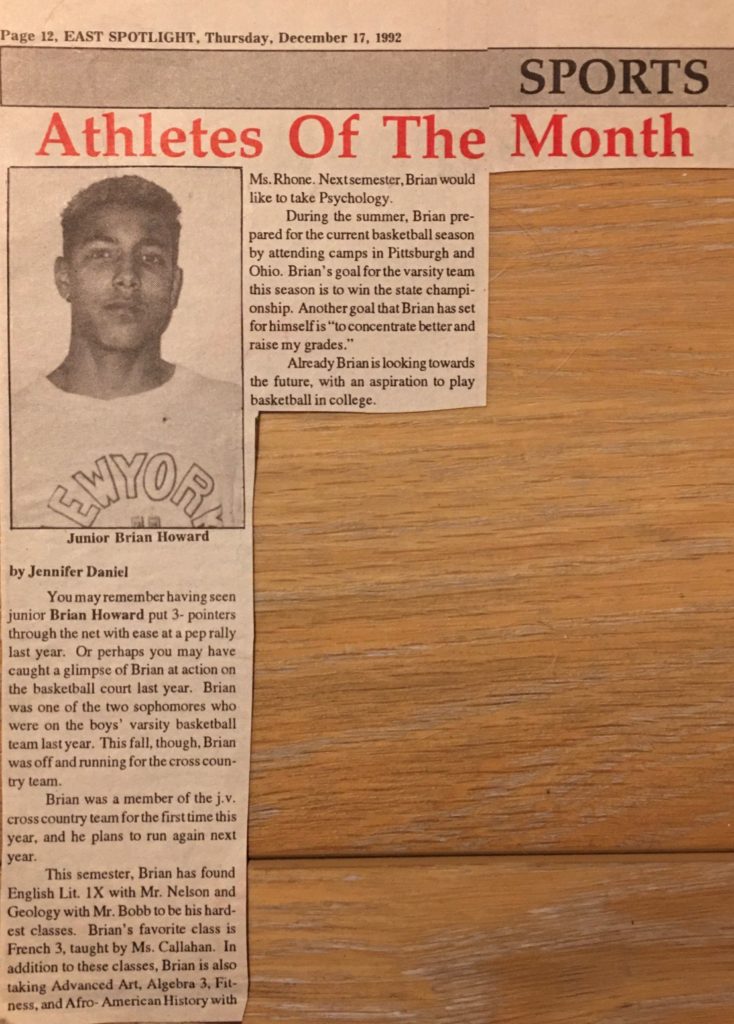 Page 12, EAST SPOTLIGHT, Thursday, December 17, 1992
SPORTS
Athletes Of The Month
EWYORK
Junior Brian Howard
by Jennifer Daniel
You may remember having seen
junior Brian Howard put 3- pointers
through the net with ease at a pep rally
last year. Or perhaps you may have
caught a glimpse of Brian at action on
the basketball court last year. Brian
was one of the two sophomores who
were on the boys' varsity basketball
team last year. This fall, though, Brian
was off and running for the cross coun-
try team.
Brian was a member of the j.v.
cross country team for the first time this
year, and he plans to run again next
year.
This semester, Brian has found
English Lit. 1X with Mr. Nelson and
Geology with Mr. Bobb to be his hard-
est classes. Brian's favorite class is
French 3, taught by Ms. Callahan. In
addition to these classes, Brian is also
taking Advanced Art, Algebra 3, Fit-
ness, and Afro- American History with
Ms. Rhone. Next semester, Brian would
like to take Psychology.
During the summer, Brian pre-
pared for the current basketball season
by attending camps in Pittsburgh and
Ohio. Brian's goal for the varsity team
this season is to win the state champi-
onship. Another goal that Brian has set
for himself is "to concentrate better and
raise my grades."
Already Brian is looking towards
the future, with an aspiration to play
basketball in college.